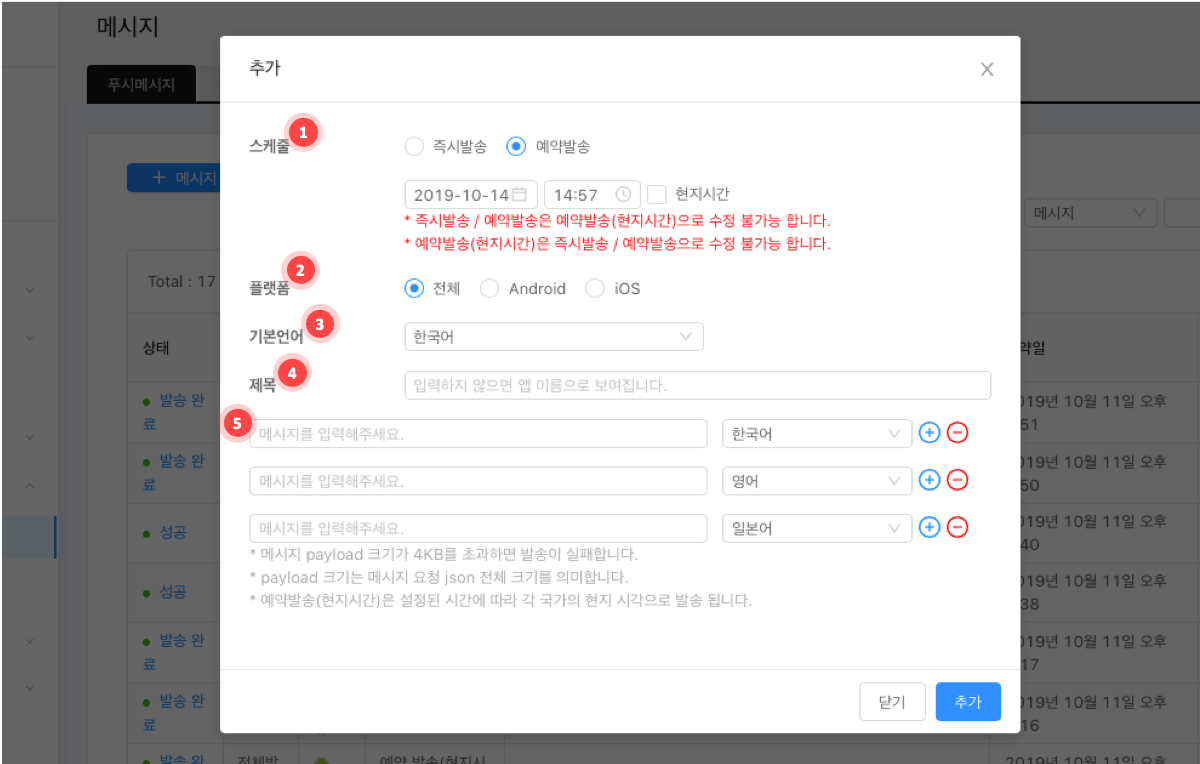 메시지
푸시메시지
추가
스케줄 1
즉시발송 예약발송
+ 메시지
2019-10-14 14:57 현지시간
메시지
* 즉시발송 / 예약발송은 예약발송(현지시간)으로 수정 불가능 합니다.
* 예약발송(현지시간)은 즉시발송 / 예약발송으로 수정 불가능 합니다.
Total : 17
플랫폼 2
전체 Android iOS
기본언어 3
한국어
상태
약일
제목 4
입력하지 않으면 앱 이름으로 보여집니다.
발송 완료
019년 10월 11일 오후
51
5
메시지를 입력해주세요. 한국어
발송 완료
019년 10월 11일 오후
50
메시지를 입력해주세요. 영어
성공
019년 10월 11일 오후
40
메시지를 입력해주세요. 일본어
* 메시지 payload 크기가 4KB를 초과하면 발송이 실패합니다.
* payload 크기는 메시지 요청 json 전체 크기를 의미합니다.
* 예약발송(현지시간)은 설정된 시간에 따라 각 국가의 현지 시각으로 발송 됩니다.
성공
019년 10월 11일 오후
38
발송 완료
019년 10월 11일 오후
17
발송 완료
019년 10월 11일 오후
16
닫기 추가
발송 완 전체발 예약 발송(현지시 2019년 10월 11일 오후